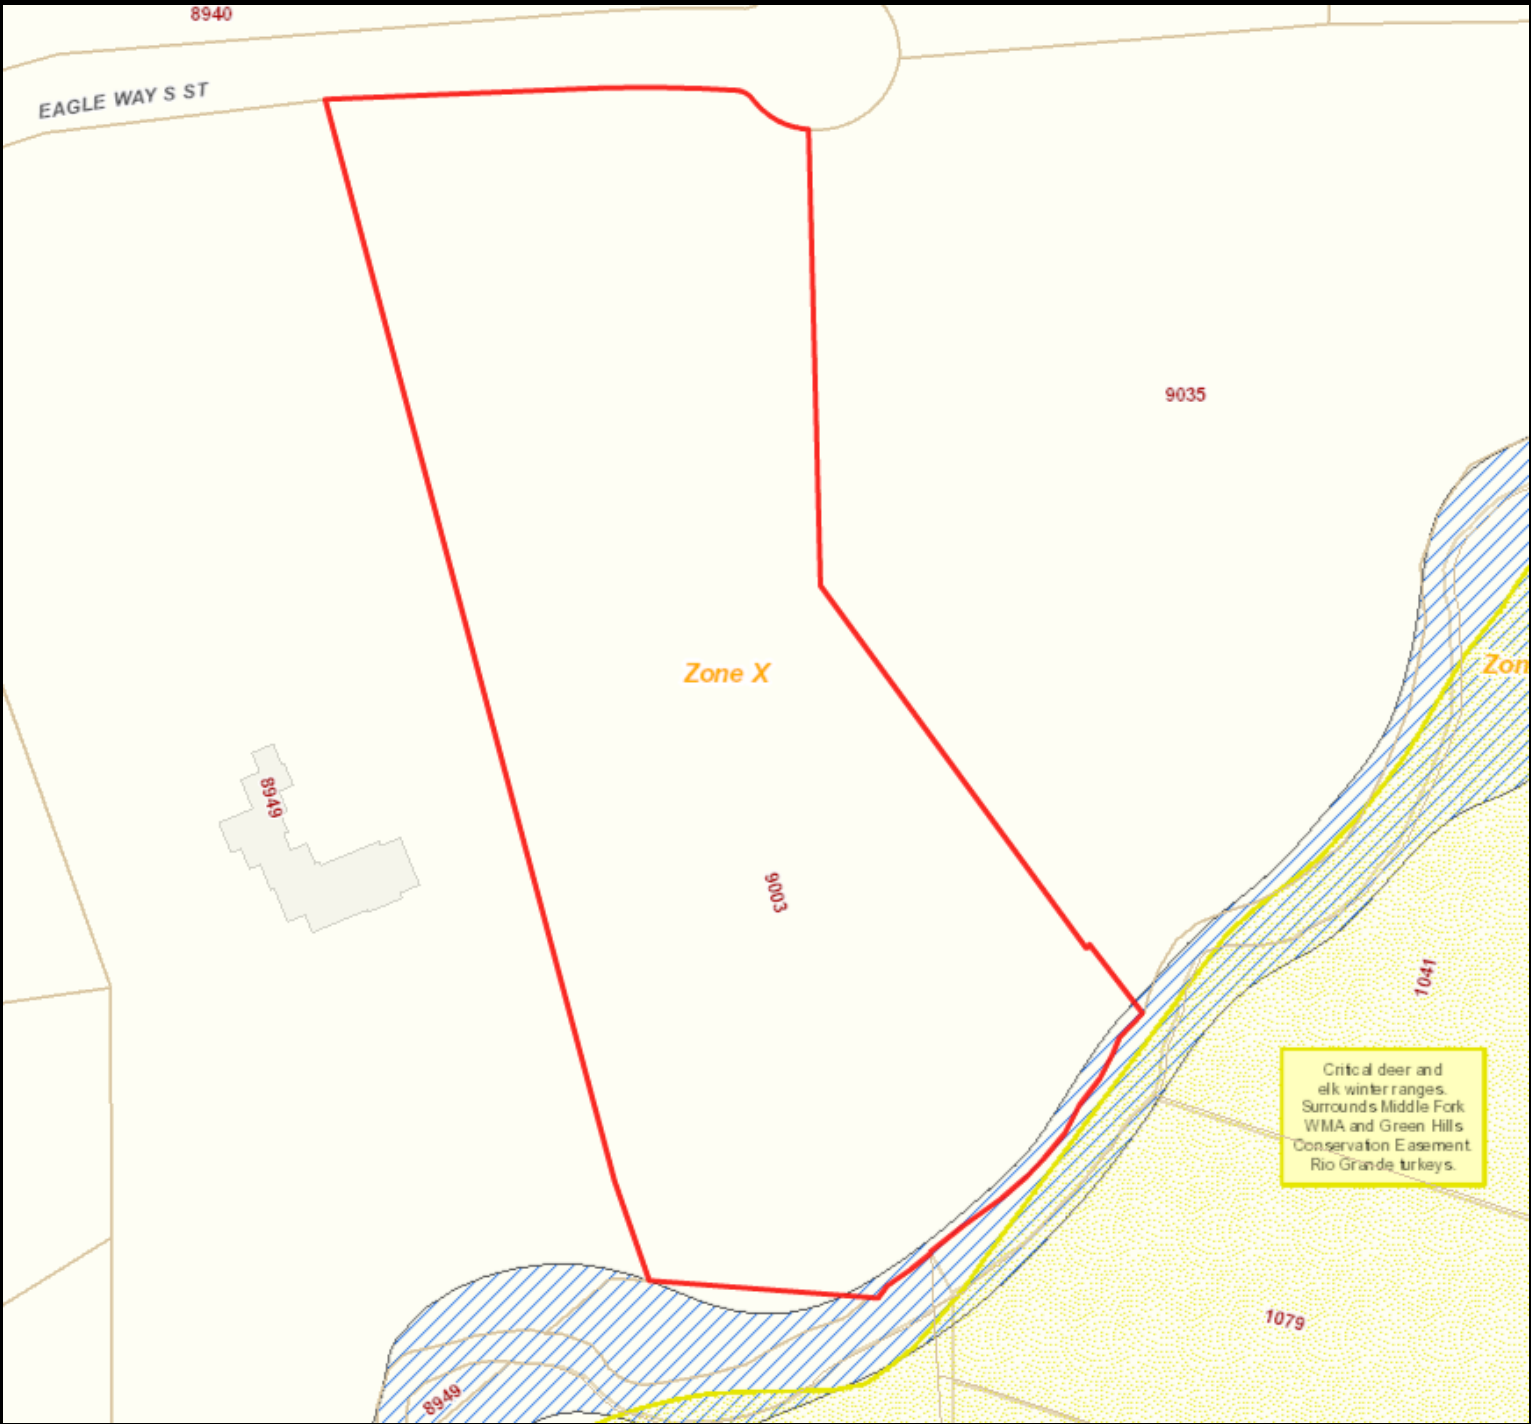 8940
EAGLE WAY S ST
9035
Zone X
Zon
8949
9003
1041
Critical deer and
elk winter ranges.
Surrounds Middle Fork
WMA and Green Hills
Conservation Easement.
Rio Grande turkeys.
1079
8949